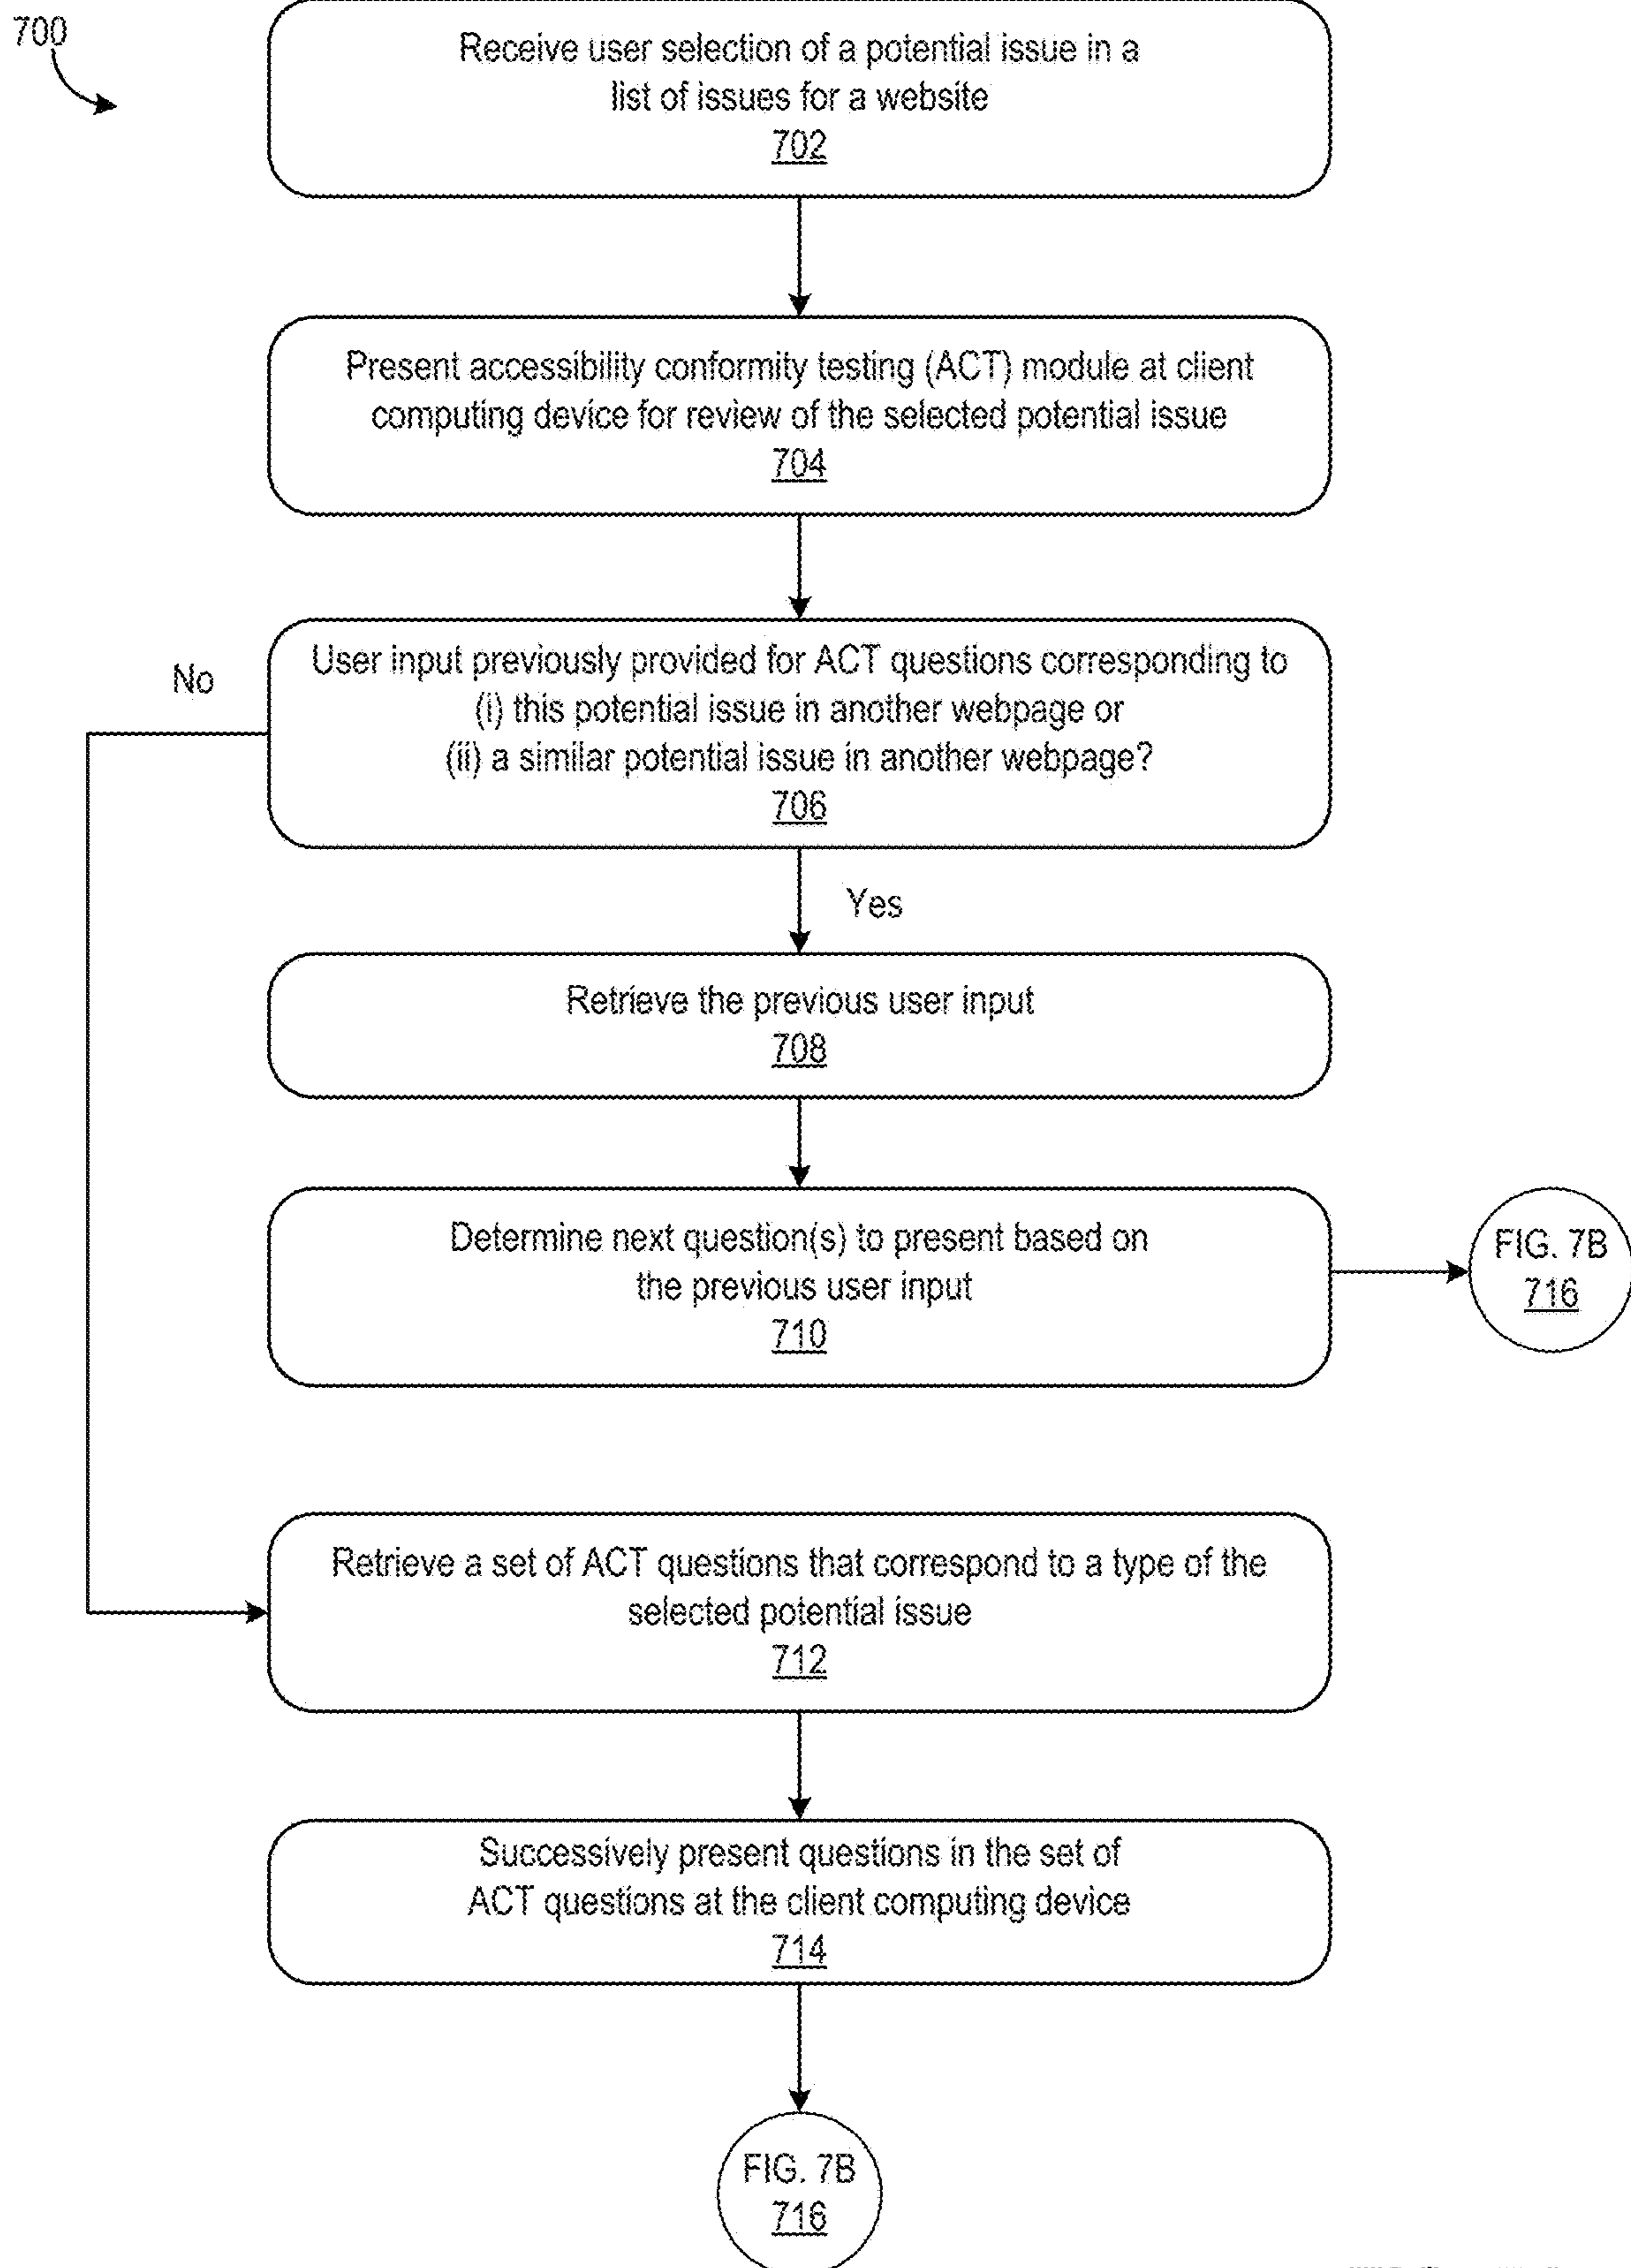 700
Receive user selection of a potential issue in a
list of issues for a website
702
Present accessibility conformity testing (ACT) module at client
computing device for review of the selected potential issue
704
No
User input previously provided for ACT questions corresponding to
(i) this potential issue in another webpage or
(ii) a similar potential issue in another webpage?
706
Yes
Retrieve the previous user input
708
Determine next question(s) to present based on
the previous user input
710
FIG. 7B
716
Retrieve a set of ACT questions that correspond to a type of the
selected potential issue
712
Successively present questions in the set of
ACT questions at the client computing device
714
FIG. 7B
716